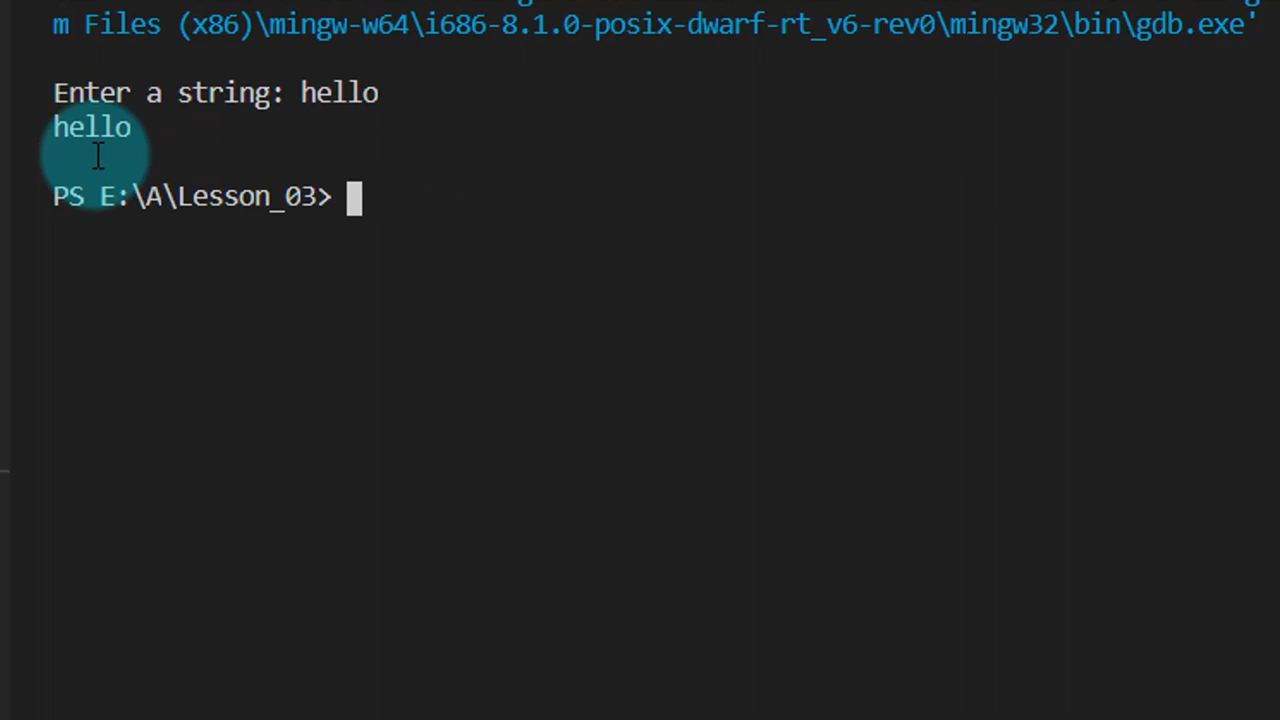 m Files (x86)\mingw-w64\i686-8.1.0-posix-dwarf-rt_v6-rev0\mingw32\bin\gdb.exe'
Enter a string: hello
hello
PS E:\A\Lesson_03>